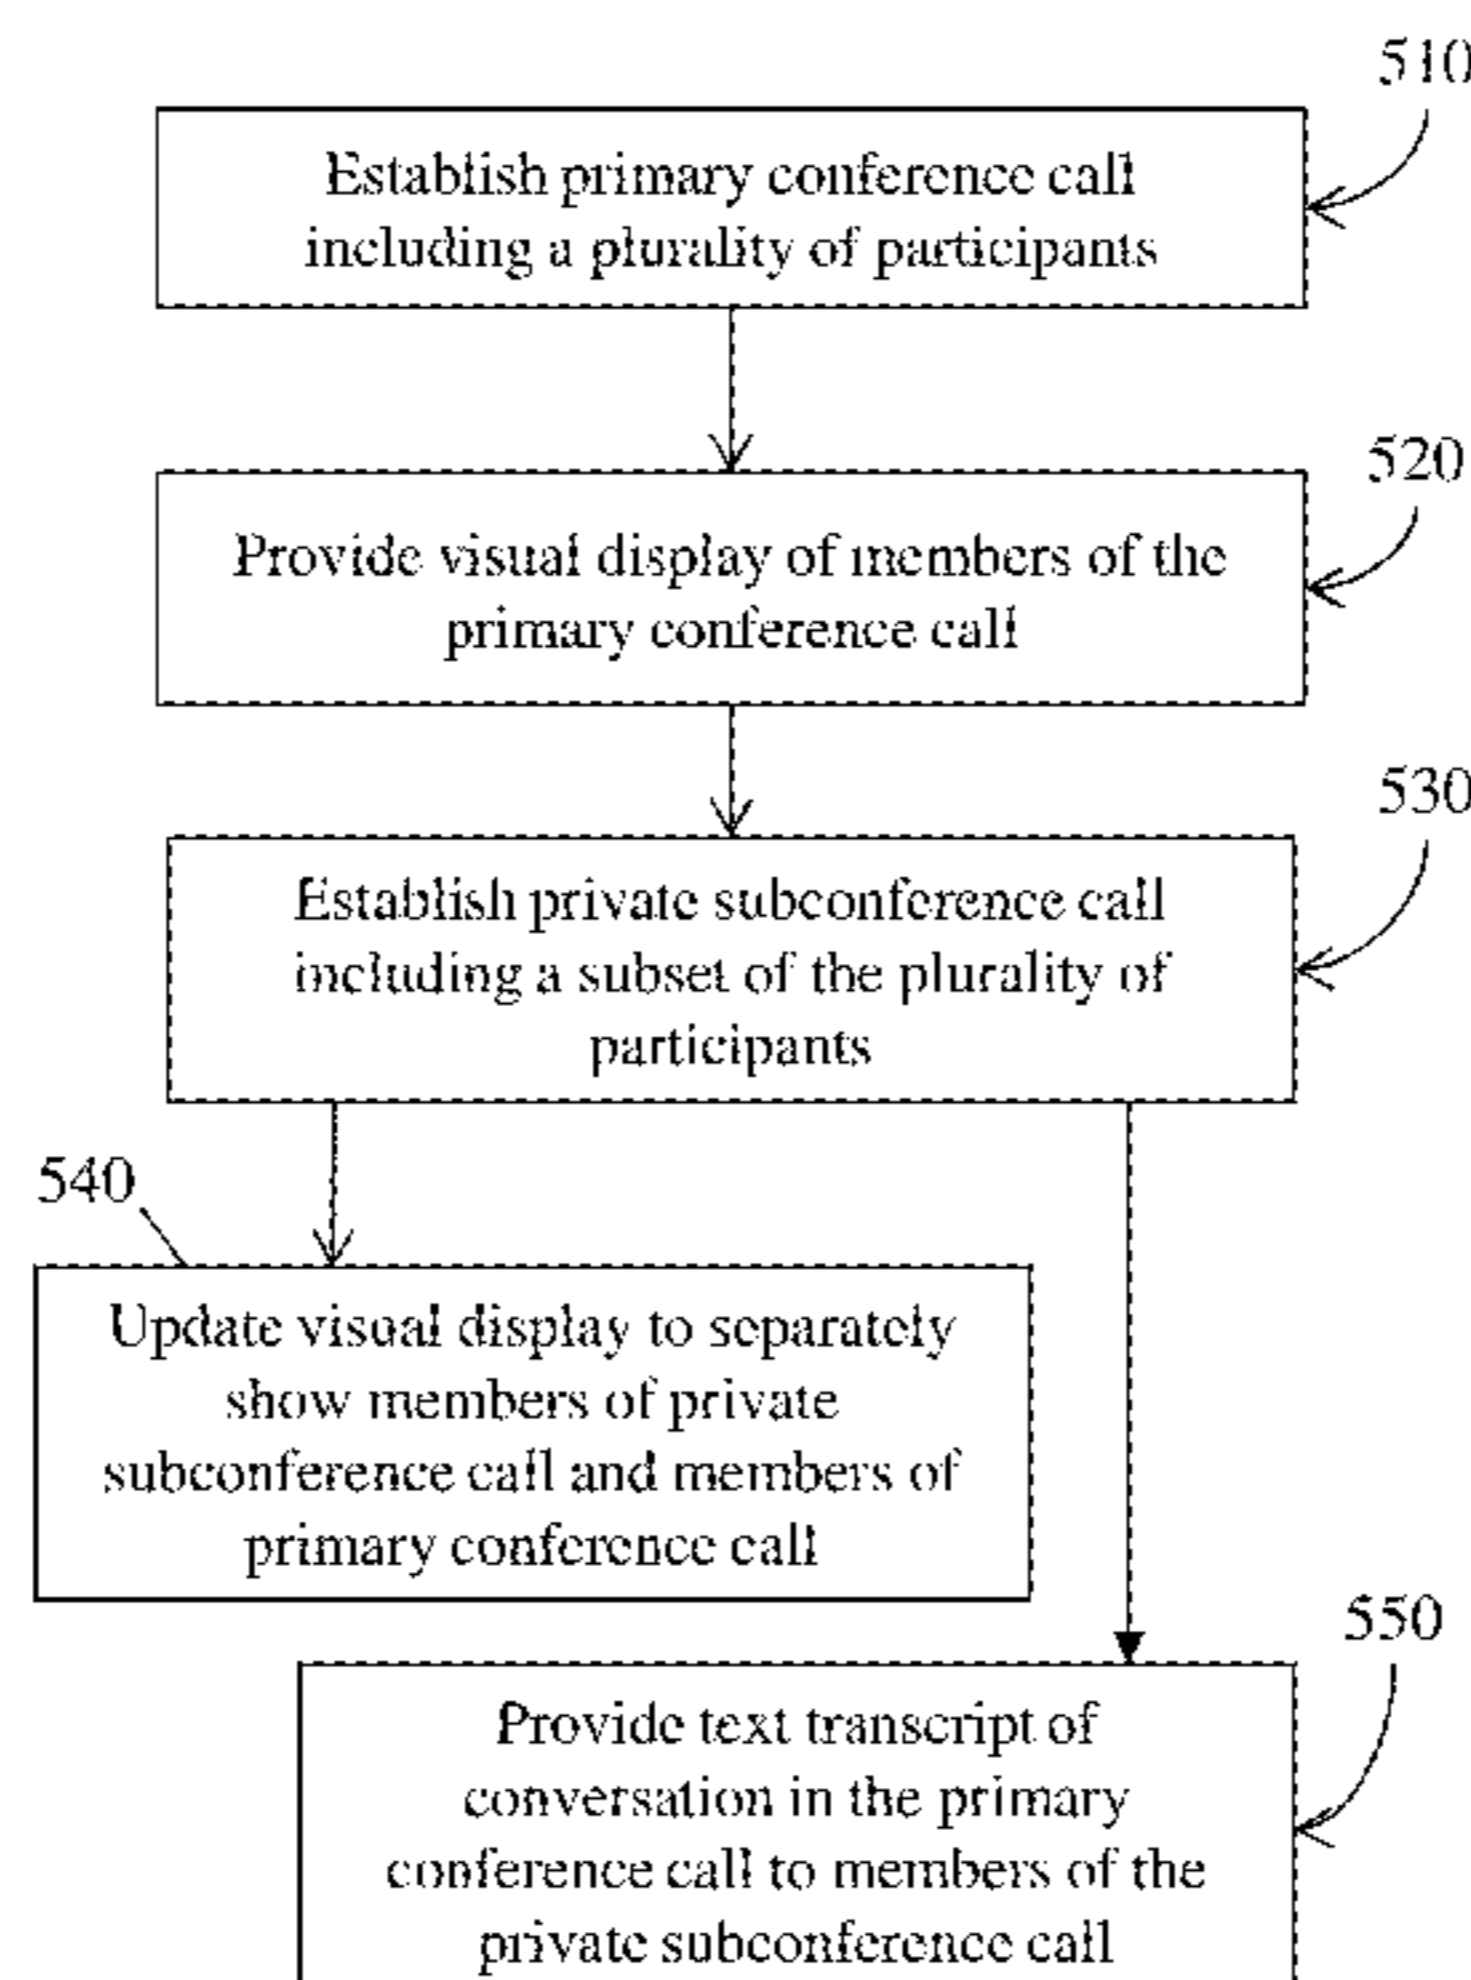 510
Establish primary conference call
including a plurality of participants
520
Provide visual display of members of the
primary conference call
530
Establish private subconference call
including a subset of the plurality of
participants
540
Update visual display to separately
show members of private
subconference call and members of
primary conference call
550
Provide text transcript of
conversation in the primary
conference call to members of the
private subconference call